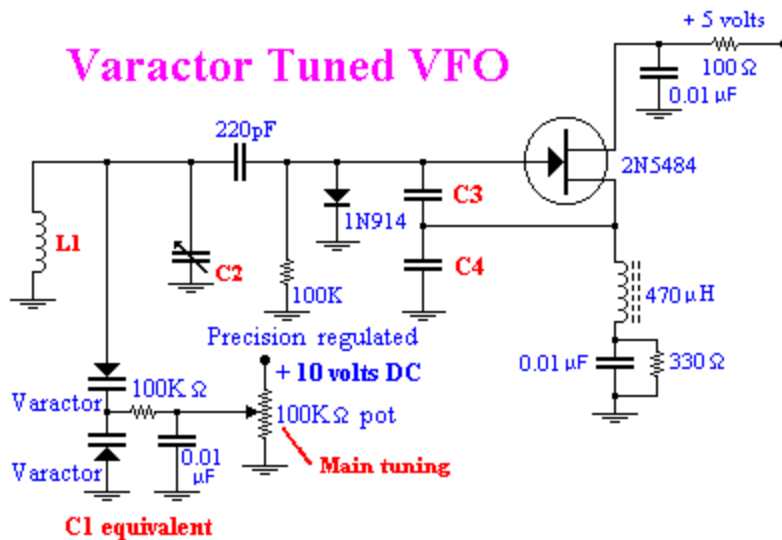 + 5 volts
Varactor Tuned VFO
100 Ω
0.01 μF
220pF
2N5484
C3
1N914
L1
C2
C4
100K
470 μH
Precision regulated
+ 10 volts DC
0.01 μF
330 Ω
100K Ω
Varactor
100K Ω pot
0.01
μF
Varactor
Main tuning
C1 equivalent